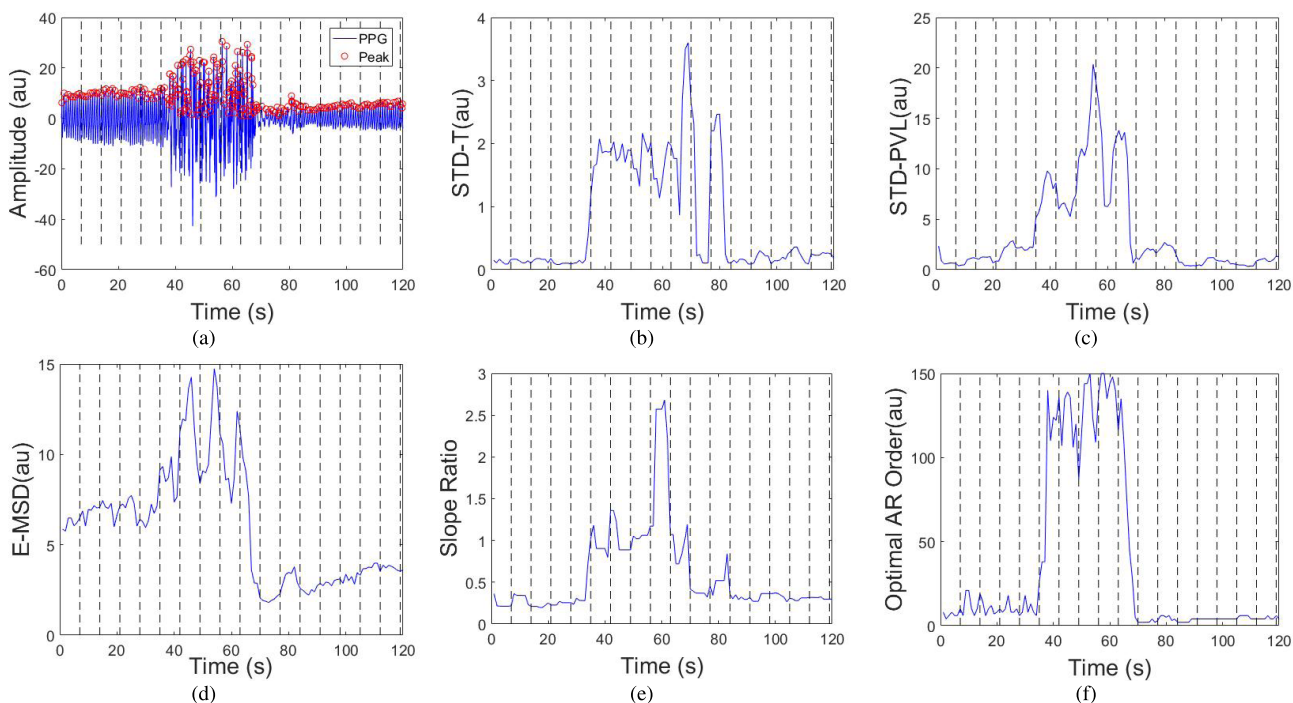 Amplitude (au)
60
40
20
0
-20
-40
-60
PPG
Peak
0 20 40 60 80 100 120
Time (s)
(a)
STD-T(au)
4
3
2
1
0
0 20 40 60 80 100 120
Time (s)
(b)
STD-PVL(au)
25
20
15
10
5
0
0 20 40 60 80 100 120
Time (s)
(c)
E-MSD(au)
15
10
5
0
0 20 40 60 80 100 120
Time (s)
(d)
Slope Ratio
3
2.5
2
1.5
1
0.5
0
0 20 40 60 80 100 120
Time (s)
(e)
Optimal AR Order(au)
150
100
50
0
0 20 40 60 80 100 120
Time (s)
(f)